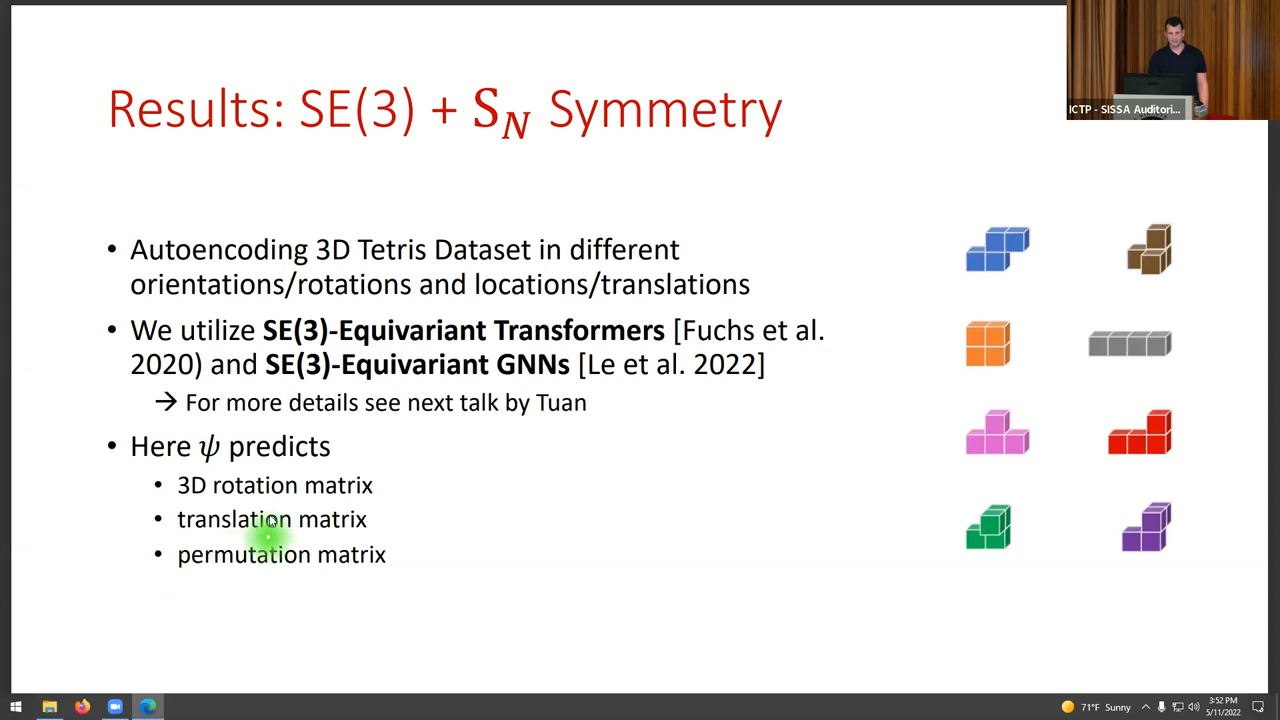 Results: SE(3) + S_N Symmetry
ICTP - SISSA Auditori...
• Autoencoding 3D Tetris Dataset in different
orientations/rotations and locations/translations
• We utilize SE(3)-Equivariant Transformers [Fuchs et al.
2020) and SE(3)-Equivariant GNNs [Le et al. 2022]
→ For more details see next talk by Tuan
• Here ψ predicts
• 3D rotation matrix
• translation matrix
• permutation matrix
71°F Sunny
3:52 PM
5/11/2022